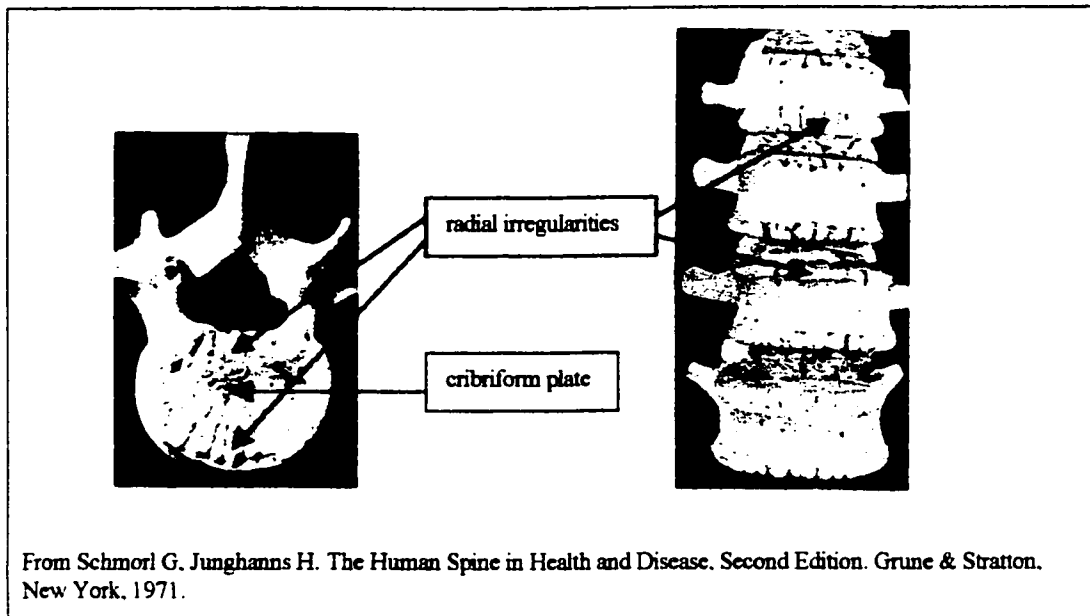 radial irregularities
cribriform plate
From Schmorl G, Junghanns H. The Human Spine in Health and Disease, Second Edition. Grune & Stratton,
New York, 1971.